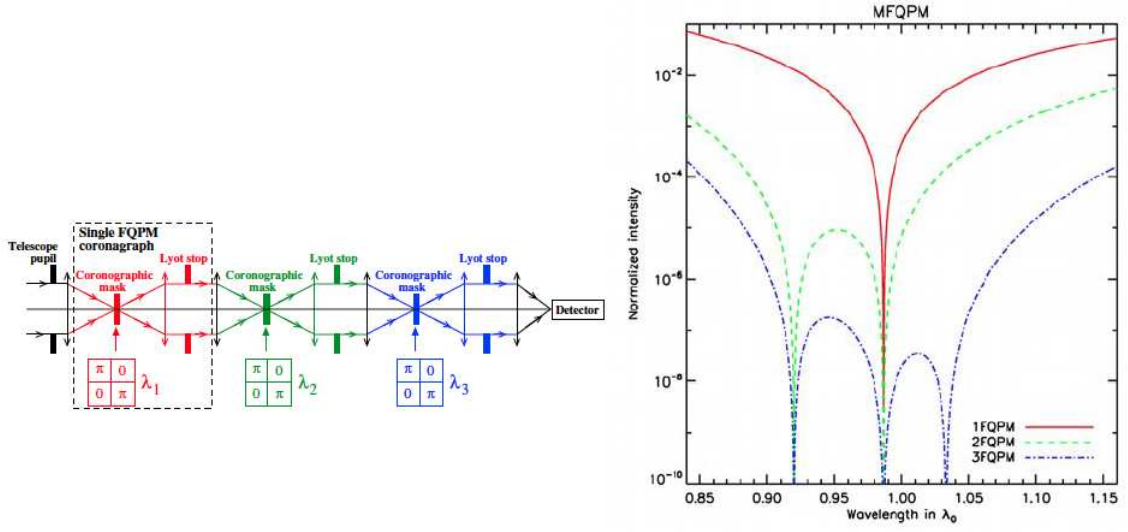 Single FQPM
coronagraph
Telescope
pupil
Lyot stop
Coronographic
mask
π 0
0 π
λ1
Lyot stop
Coronographic
mask
π 0
0 π
λ2
Lyot stop
Coronographic
mask
π 0
0 π
λ3
Detector
MFQPM
Normalized intensity
10^-2
10^-4
10^-6
10^-8
10^-10
1FQPM
2FQPM
3FQPM
0.85 0.90 0.95 1.00 1.05 1.10 1.15
Wavelength in λ0